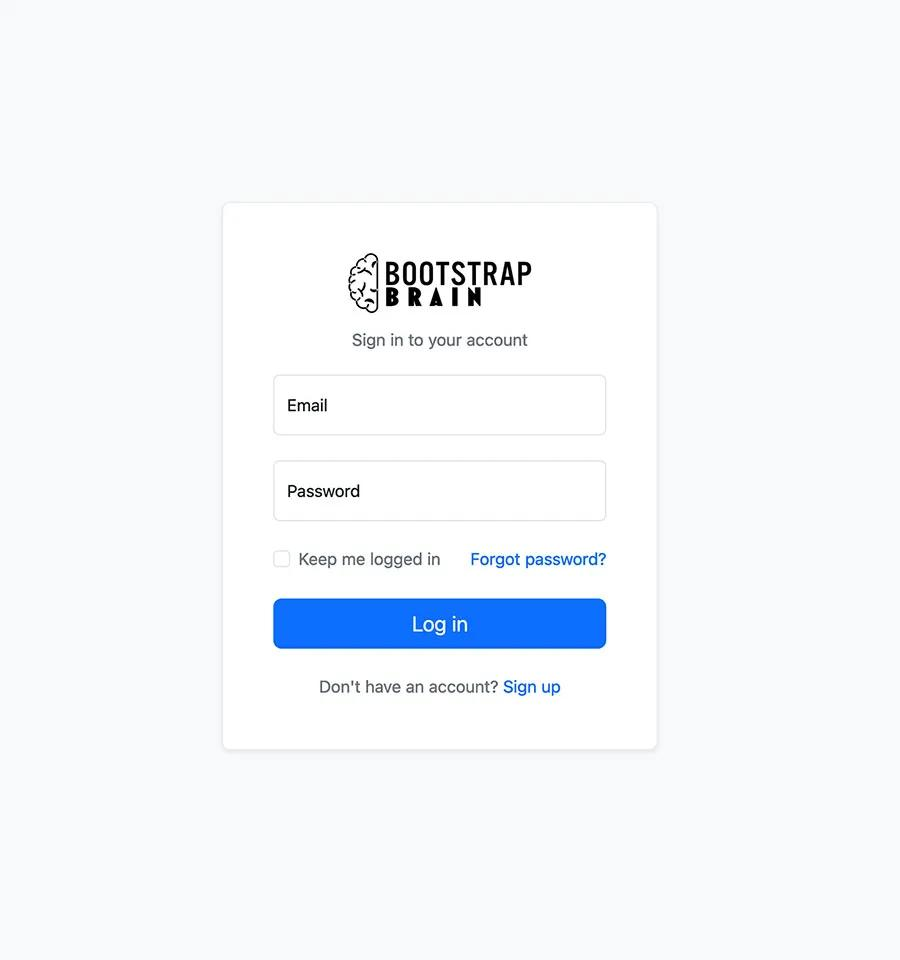 BOOTSTRAP
BRAIN
Sign in to your account
Email
Password
Keep me logged in Forgot password?
Log in
Don't have an account? Sign up